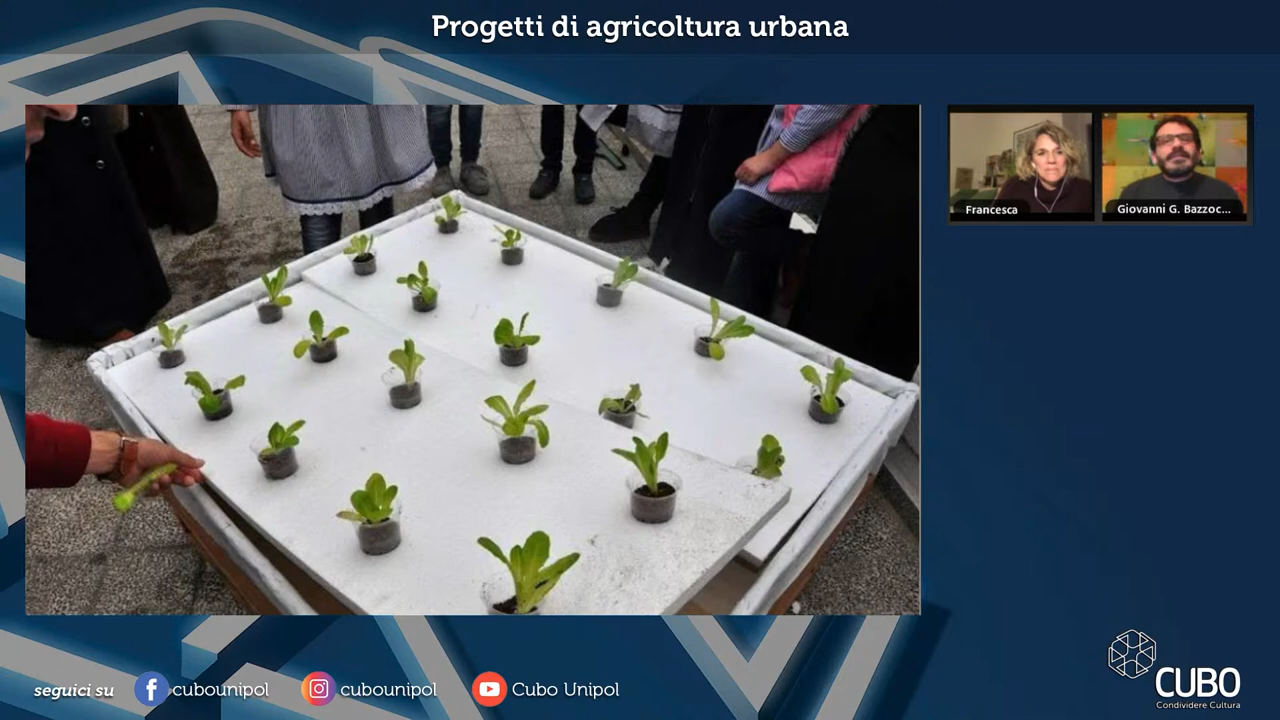 Progetti di agricoltura urbana
Francesca
Giovanni G. Bazzoc...
seguici su
cubounipol
cubounipol
Cubo Unipol
CUBO
Condividere Cultura